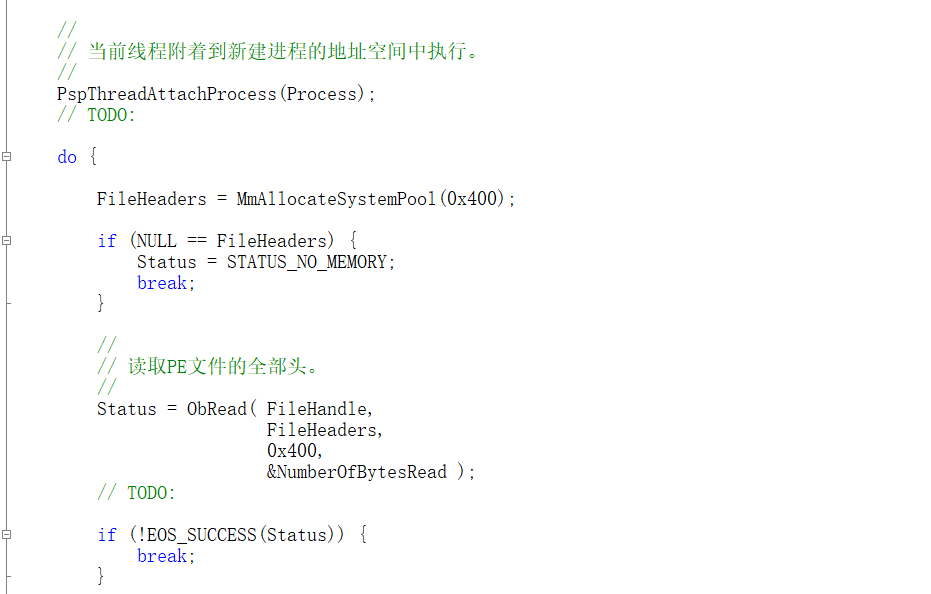 //
// 当前线程附着到新建进程的地址空间中执行。
//
PspThreadAttachProcess(Process);
// TODO:
do {
FileHeaders = MmAllocateSystemPool(0x400);
if (NULL == FileHeaders) {
Status = STATUS_NO_MEMORY;
break;
}
//
// 读取PE文件的全部头。
//
Status = ObRead( FileHandle,
FileHeaders,
0x400,
&NumberOfBytesRead );
// TODO:
if (!EOS_SUCCESS(Status)) {
break;
}